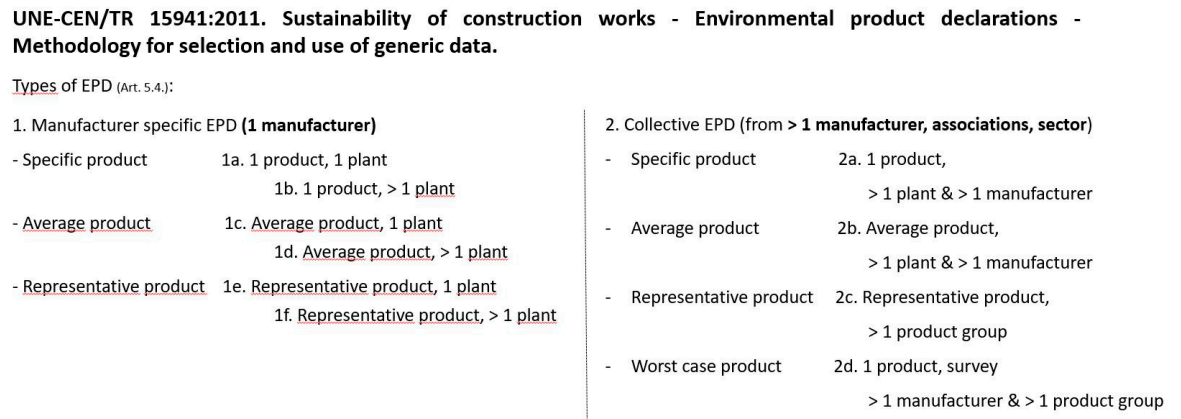 UNE-CEN/TR 15941:2011. Sustainability of construction works - Environmental product declarations -
Methodology for selection and use of generic data.
Types of EPD (Art. 5.4.):
1. Manufacturer specific EPD (1 manufacturer)
- Specific product 1a. 1 product, 1 plant
1b. 1 product, > 1 plant
- Average product 1c. Average product, 1 plant
1d. Average product, > 1 plant
- Representative product 1e. Representative product, 1 plant
1f. Representative product, > 1 plant
2. Collective EPD (from > 1 manufacturer, associations, sector)
- Specific product 2a. 1 product,
> 1 plant & > 1 manufacturer
- Average product 2b. Average product,
> 1 plant & > 1 manufacturer
- Representative product 2c. Representative product,
> 1 product group
- Worst case product 2d. 1 product, survey
> 1 manufacturer & > 1 product group